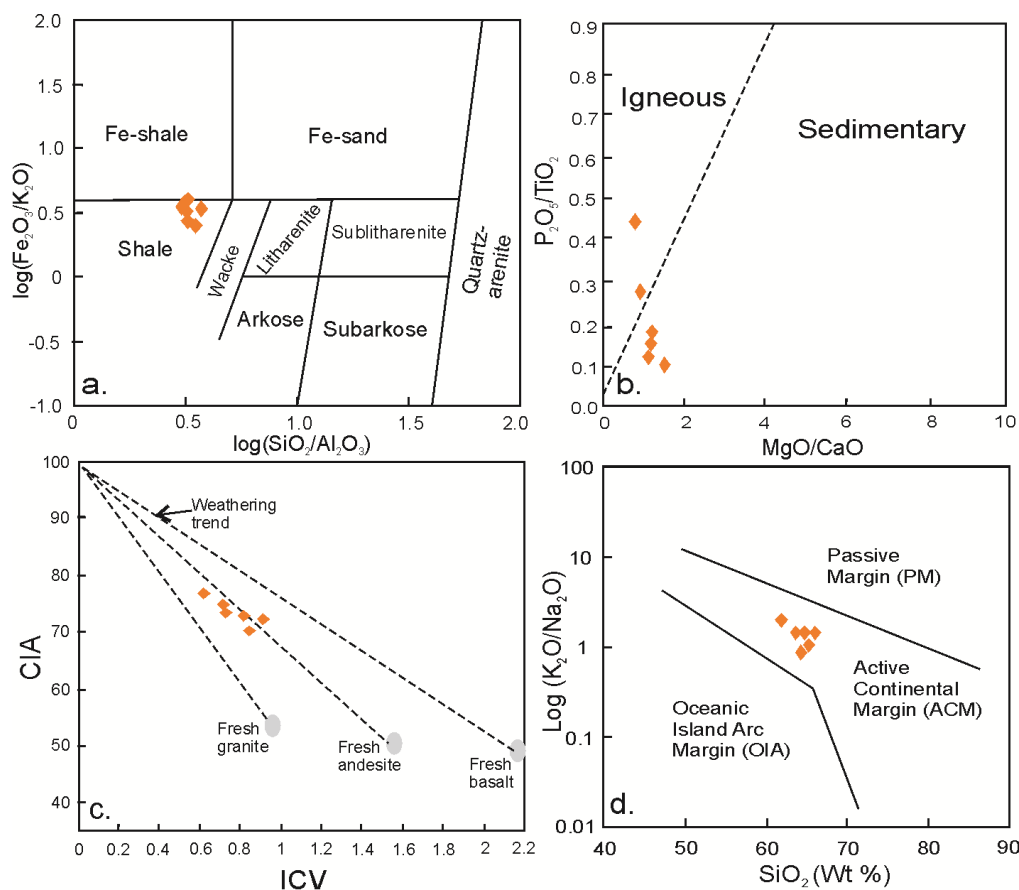 2.0
1.0
0.5
0
-0.5
-1.0
log(Fe₂O₃/K₂O)
Fe-shale
Fe-sand
Shale
Wacke
Litharenite
Sublitharenite
Quartz-
arenite
Arkose
Subarkose
a.
0
0.5
1.0
1.0
2.0
log(SiO₂/Al₂O₃)
0.9
0.8
0.7
0.6
0.5
0.4
0.3
0.2
0.1
0.0
P₂O₅/TiO₂
Igneous
Sedimentary
b.
0
2
4
6
8
10
MgO/CaO
100
90
80
70
60
50
40
CIA
Weathering
trend
Fresh
granite
Fresh
andesite
Fresh
basalt
c.
0
0.2
0.4
0.6
0.8
1
1.2
1.4
1.6
1.8
2
2.2
ICV
100
10
1
0.1
0.01
Log (K₂O/Na₂O)
Passive
Margin (PM)
Active
Continental
Margin (ACM)
Oceanic
Island Arc
Margin (OIA)
d.
40
50
60
70
80
90
SiO₂ (Wt %)